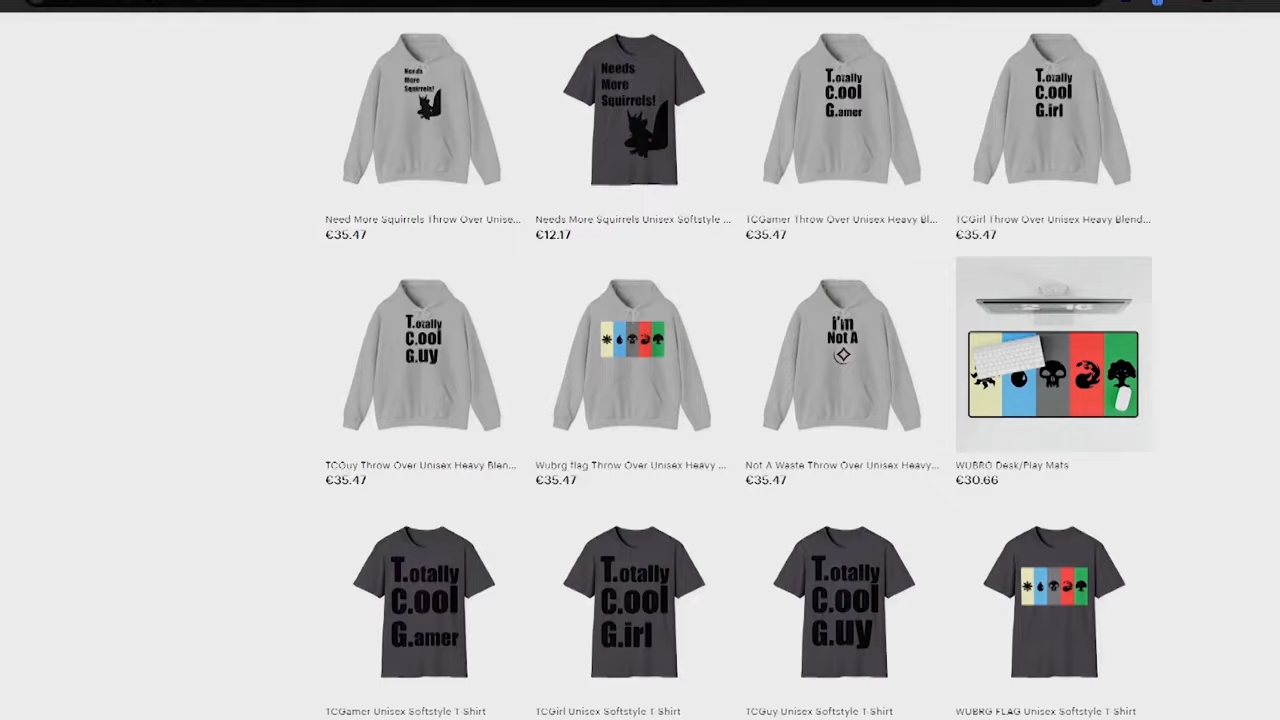 Needs
More
Squirrels!
Needs
More
Squirrels!
T.otally
C.ool
G.amer
T.otally
C.ool
G.irl
Need More Squirrels Throw Over Unise...
Needs More Squirrels Unisex Softstyle ...
TCGamer Throw Over Unisex Heavy Bl...
TCGirl Throw Over Unisex Heavy Blend...
€35.47
€12.17
€35.47
€35.47
T.otally
C.ool
G.uy
I'm
Not A
TCGuy Throw Over Unisex Heavy Blen...
Wubrg flag Throw Over Unisex Heavy ...
Not A Waste Throw Over Unisex Heavy...
WUBRG Desk/Play Mats
€35.47
€35.47
€35.47
€30.66
T.otally
C.ool
G.amer
T.otally
C.ool
G.irl
T.otally
C.ool
G.uy
TCGamer Unisex Softstyle T-Shirt
TCGirl Unisex Softstyle T-Shirt
TCGuy Unisex Softstyle T-Shirt
WUBRG FLAG Unisex Softstyle T-Shirt